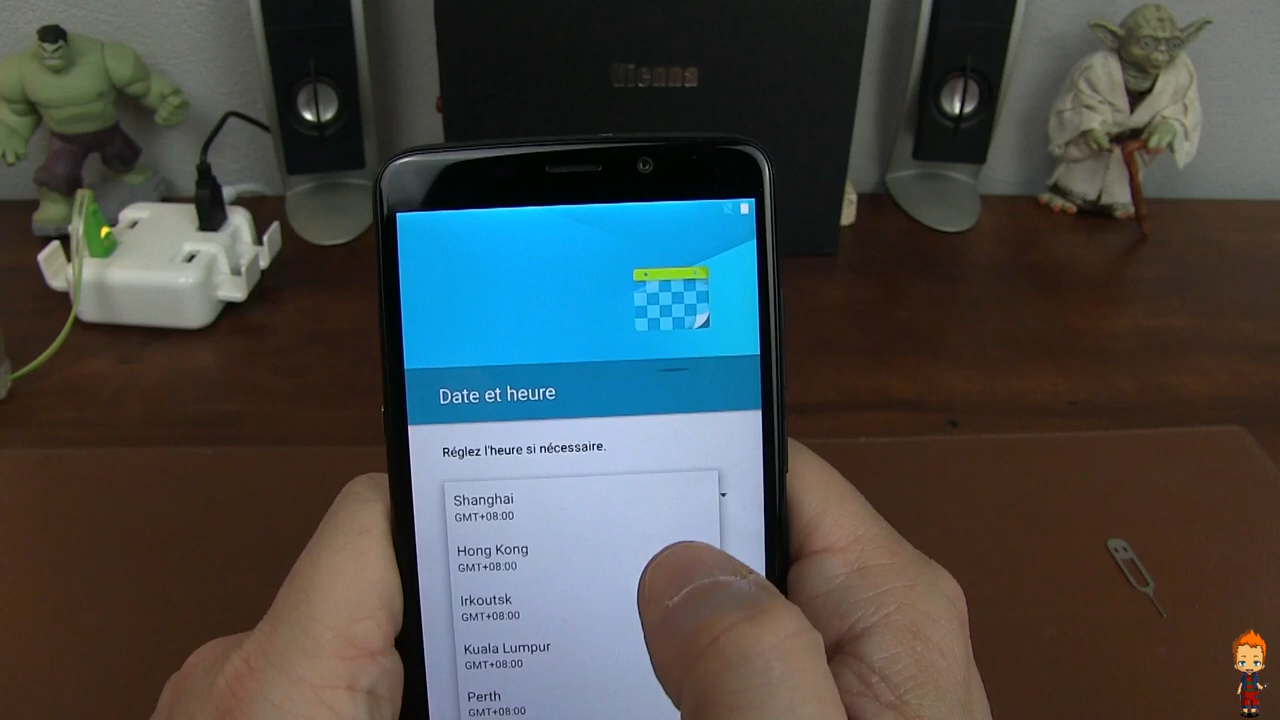 Vienna
Date et heure
Réglez l'heure si nécessaire.
Shanghai
GMT+08:00
Hong Kong
GMT+08:00
Irkoutsk
GMT+08:00
Kuala Lumpur
GMT+08:00
Perth
GMT+08:00